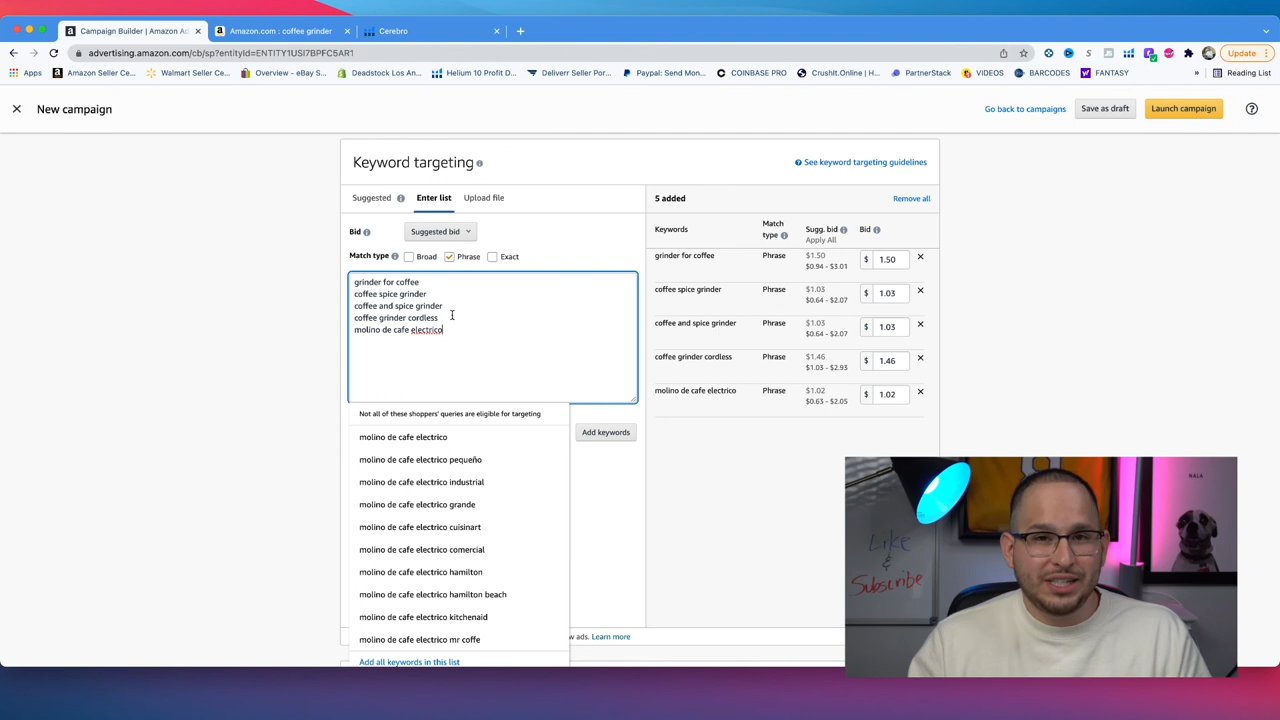 Campaign Builder | Amazon Ad
Amazon.com : coffee grinder
Cerebro
advertising.amazon.com/cb/sp?entityId=ENTITY1USI7BPFC5AR1
Update
Apps
Amazon Seller Ce...
Walmart Seller Ce...
Overview - eBay S...
Deadstock Los An...
Helium 10 Profit D...
Deliverr Seller Por...
Paypal: Send Mon...
COINBASE PRO
CrushIt.Online | H...
PartnerStack
VIDEOS
BARCODES
FANTASY
»
Reading List
New campaign
Go back to campaigns
Save as draft
Launch campaign
Keyword targeting
See keyword targeting guidelines
Suggested
Enter list
Upload file
Bid
Suggested bid
Match type
Broad
Phrase
Exact
grinder for coffee
coffee spice grinder
coffee and spice grinder
coffee grinder cordless
molino de cafe electrico
Not all of these shoppers' queries are eligible for targeting
molino de cafe electrico
molino de cafe electrico pequeño
molino de cafe electrico industrial
molino de cafe electrico grande
molino de cafe electrico cuisinart
molino de cafe electrico comercial
molino de cafe electrico hamilton
molino de cafe electrico hamilton beach
molino de cafe electrico kitchenaid
molino de cafe electrico mr coffe
Add all keywords in this list
Add keywords
w ads. Learn more
5 added
Remove all
Keywords
Match type
Sugg. bid
Apply All
Bid
grinder for coffee
Phrase
$1.50
$0.94 - $3.01
$ 1.50
coffee spice grinder
Phrase
$1.03
$0.64 - $2.07
$ 1.03
coffee and spice grinder
Phrase
$1.03
$0.64 - $2.07
$ 1.03
coffee grinder cordless
Phrase
$1.46
$1.03 - $2.93
$ 1.46
molino de cafe electrico
Phrase
$1.02
$0.63 - $2.05
$ 1.02
Like
&
Subscribe
NALA